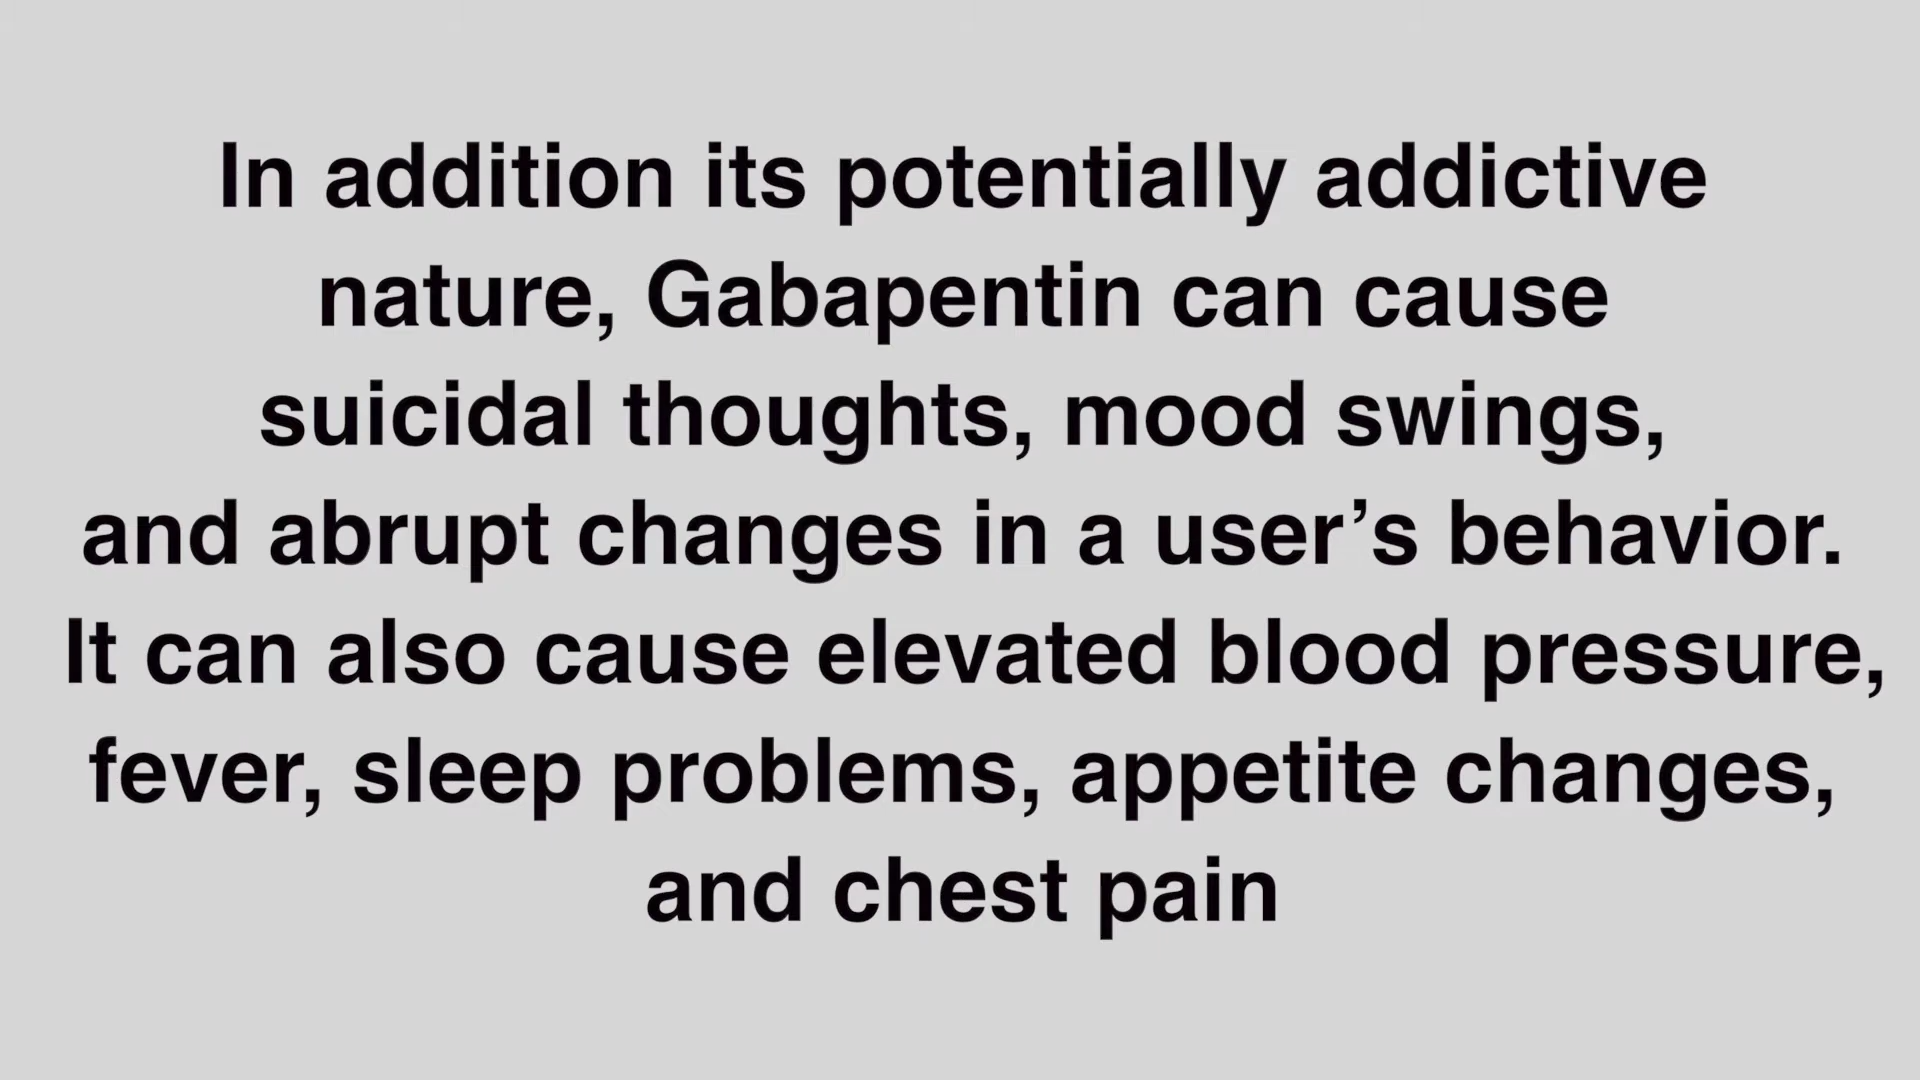 In addition its potentially addictive
nature, Gabapentin can cause
suicidal thoughts, mood swings,
and abrupt changes in a user’s behavior.
It can also cause elevated blood pressure,
fever, sleep problems, appetite changes,
and chest pain